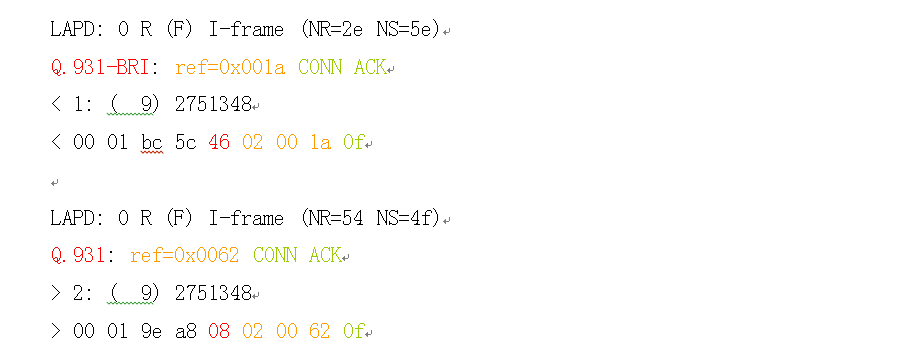 LAPD: 0 R (F) I-frame (NR=2e NS=5e)
Q.931-BRI: ref=0x001a CONN ACK
< 1: (  9) 2751348
< 00 01 bc 5c 46 02 00 1a 0f
LAPD: 0 R (F) I-frame (NR=54 NS=4f)
Q.931: ref=0x0062 CONN ACK
> 2: (  9) 2751348
> 00 01 9e a8 08 02 00 62 0f